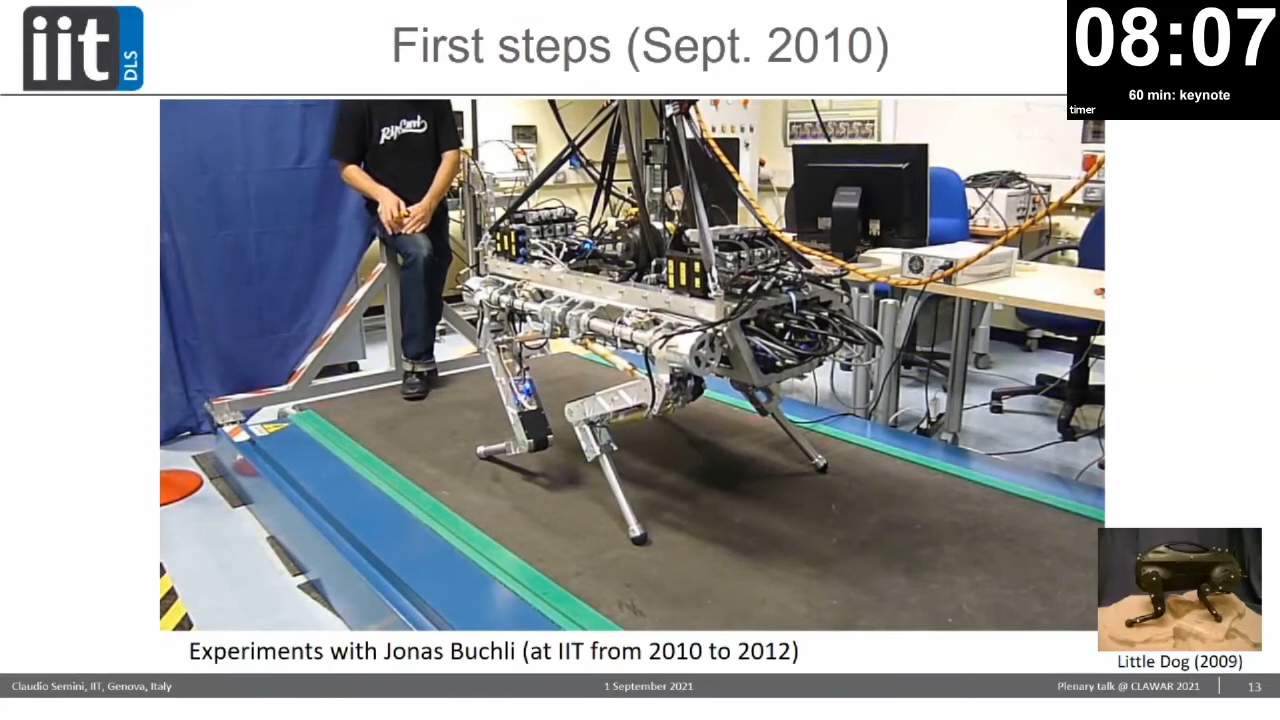 iit
DLS
First steps (Sept. 2010)
08:07
60 min: keynote
timer
Experiments with Jonas Buchli (at IIT from 2010 to 2012)
Little Dog (2009)
Claudio Semini, IIT, Genova, Italy
1 September 2021
Plenary talk @ CLAWAR 2021
13